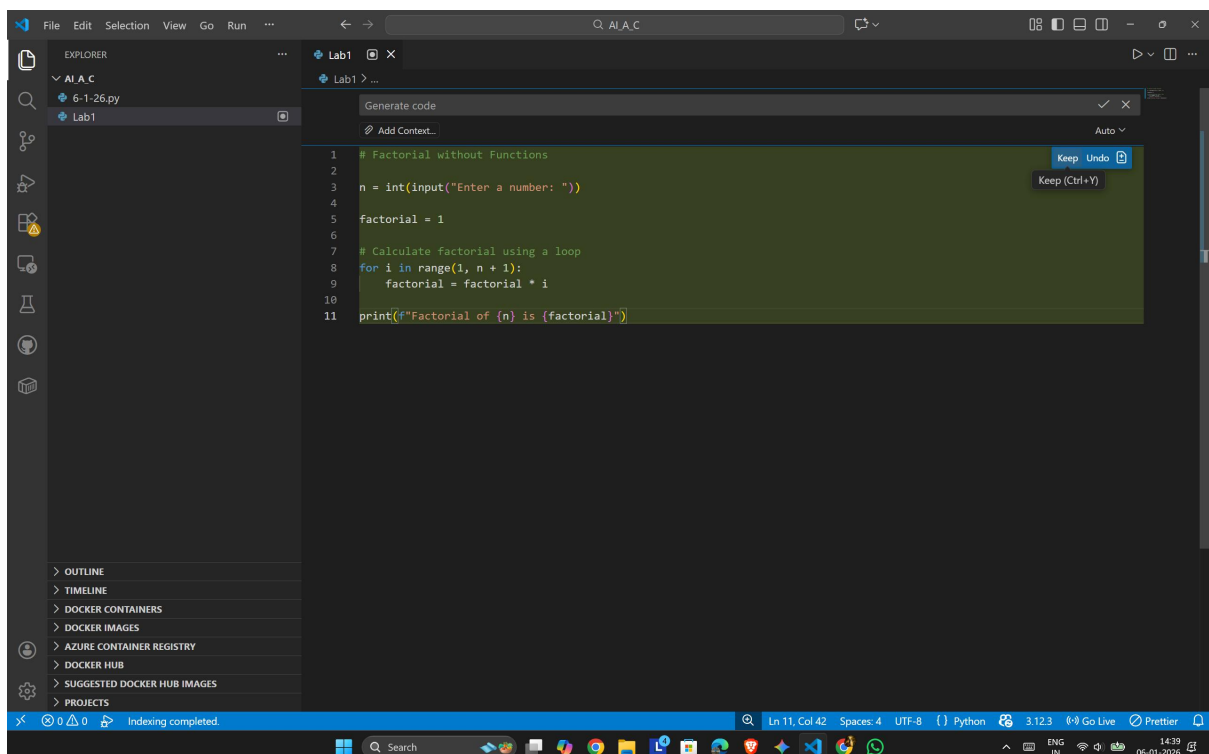 File Edit Selection View Go Run ···
AI_A_C
EXPLORER ···
AI_A_C
6-1-26.py
Lab1
OUTLINE
TIMELINE
DOCKER CONTAINERS
DOCKER IMAGES
AZURE CONTAINER REGISTRY
DOCKER HUB
SUGGESTED DOCKER HUB IMAGES
PROJECTS
Lab1
Lab1 > ...
Generate code
Add Context...
Auto
Keep Undo
Keep (Ctrl+Y)
1 # Factorial without Functions
2
3 n = int(input("Enter a number: "))
4
5 factorial = 1
6
7 # Calculate factorial using a loop
8 for i in range(1, n + 1):
9     factorial = factorial * i
10
11 print(f"Factorial of {n} is {factorial}")
0 0 Indexing completed.
Ln 11, Col 42 Spaces: 4 UTF-8 {} Python 3.12.3 Go Live Prettier
Search
4
ENG
IN
14:39
06-01-2026